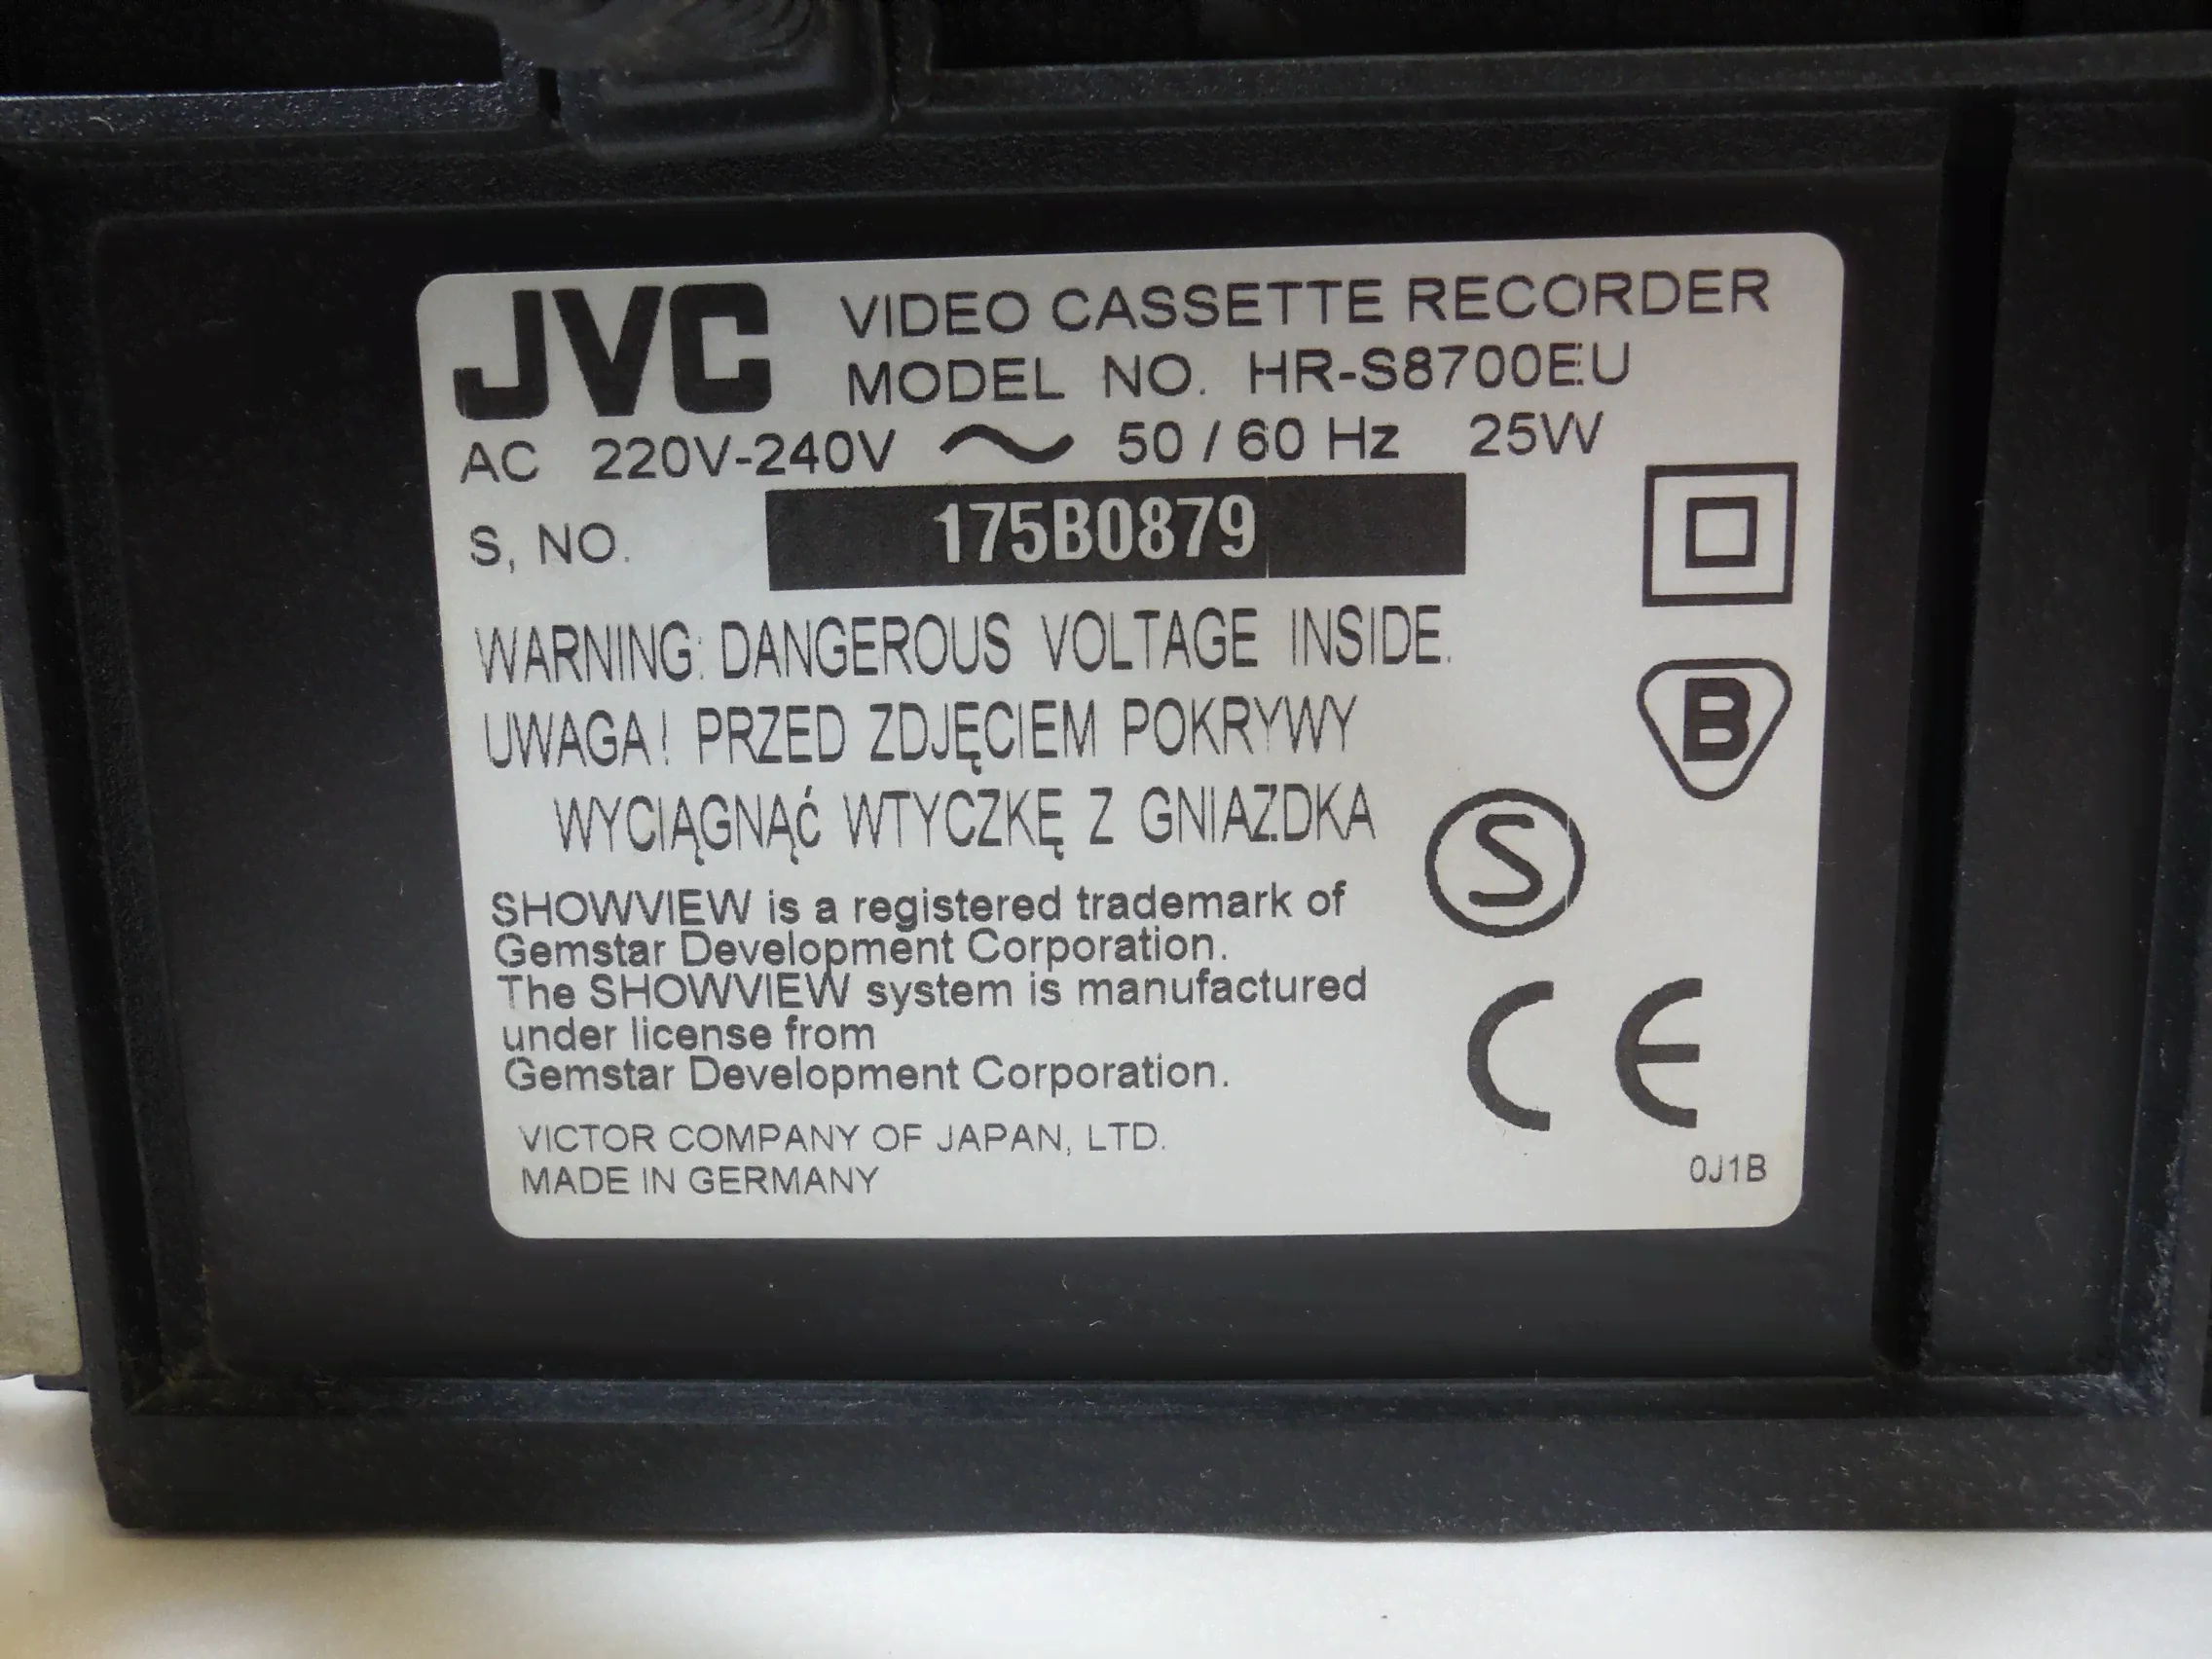 JVC VIDEO CASSETTE RECORDER
MODEL NO. HR-S8700EU
AC 220V-240V ~ 50 / 60 Hz 25W
S, NO. 175B0879
WARNING: DANGEROUS VOLTAGE INSIDE.
B
UWAGA! PRZED ZDJĘCIEM POKRYWY
WYCIĄGNĄĆ WTYCZKĘ Z GNIAZDKA
S
SHOWVIEW is a registered trademark of
Gemstar Development Corporation.
The SHOWVIEW system is manufactured
under license from
Gemstar Development Corporation.
CE
VICTOR COMPANY OF JAPAN, LTD.
MADE IN GERMANY
0J1B